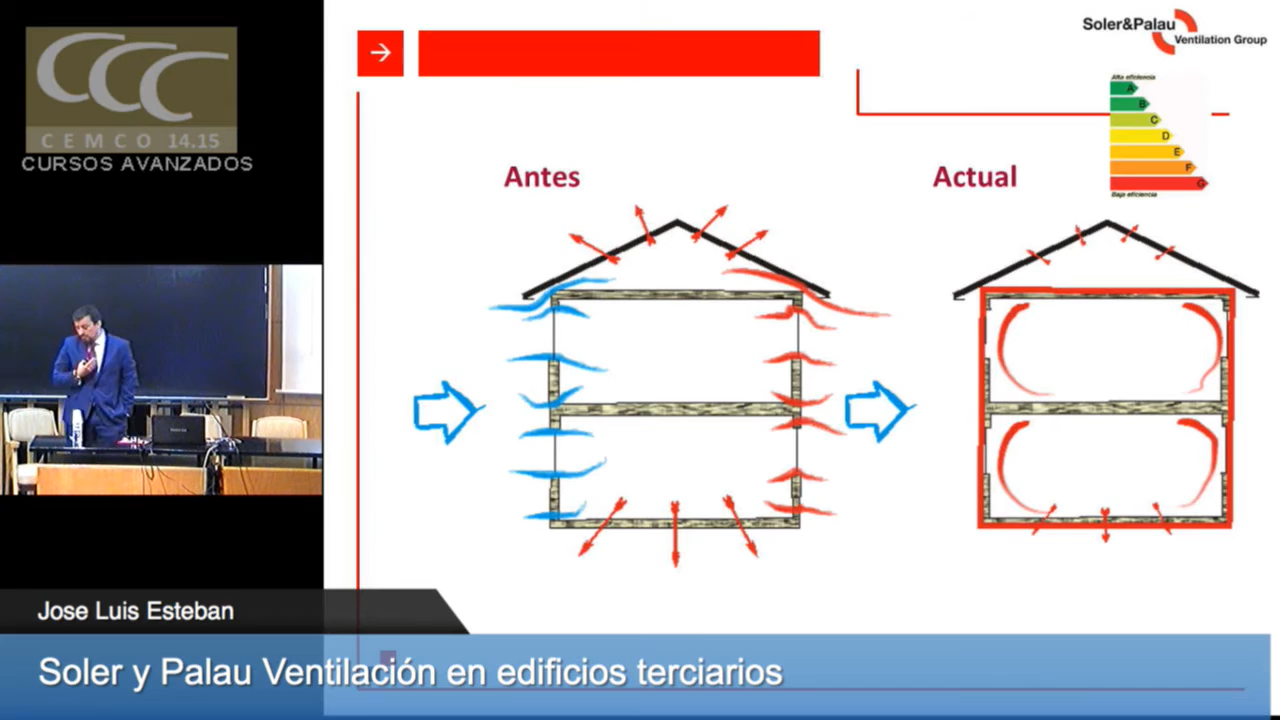 CCC
CEMCO 14.15
CURSOS AVANZADOS
Soler&Palau
Ventilation Group
Alta eficiencia
A
B
C
D
E
F
G
Baja eficiencia
Antes
Actual
Jose Luis Esteban
Soler y Palau Ventilación en edificios terciarios